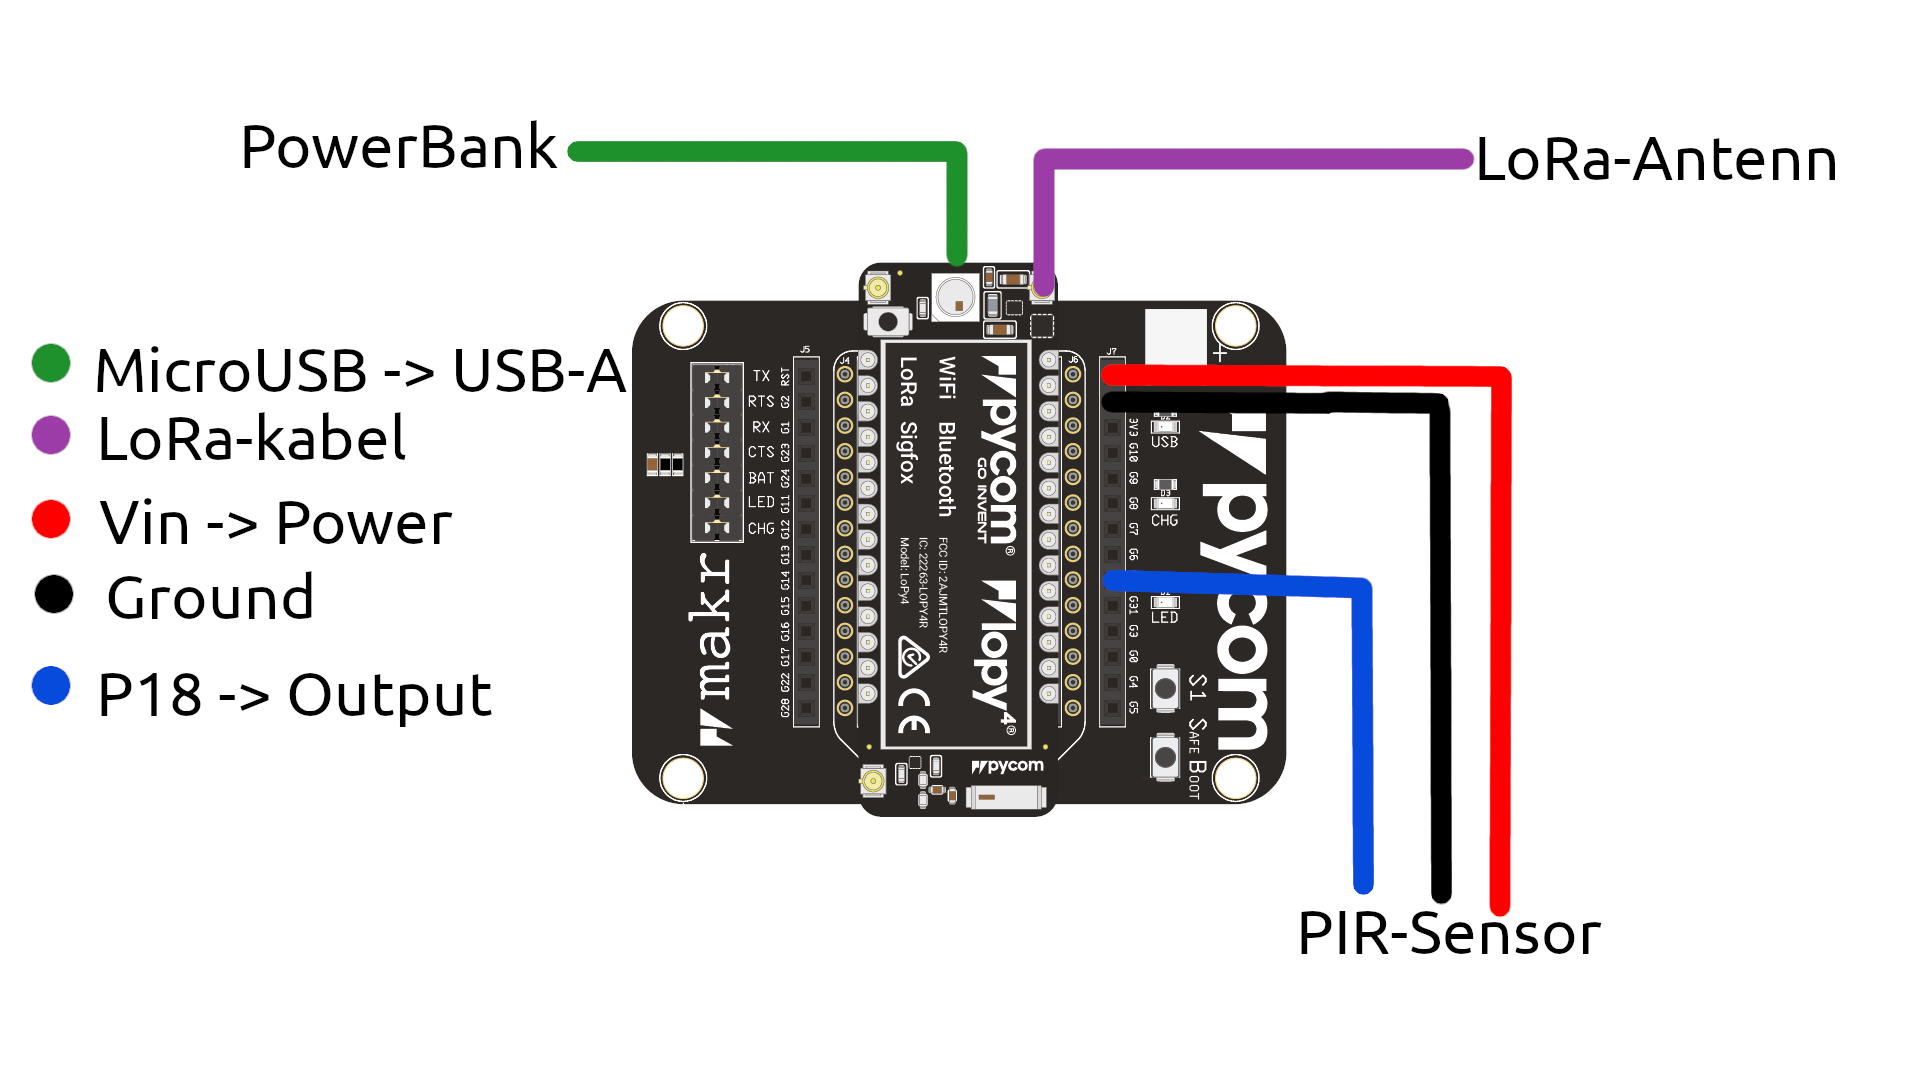 PowerBank
LoRa-Antenn
MicroUSB -> USB-A
LoRa-kabel
Vin -> Power
Ground
P18 -> Output
PIR-Sensor
TX
RTS
RX
CTS
BAT
LED
CHG
makr
J5
RST
G2
G1
G23
G24
G11
G12
G13
G14
G15
G16
G17
G22
G28
J4
LoRa Sigfox
WiFi Bluetooth
pycom®
GO INVENT
Model: LoPy4
IC: 22263-LOPY4R
FCC ID: 2AJMTLOPY4R
lopy4®
CE
pycom
J6
J7
+
3V3
G10
G9
G8
G7
G6
G31
G3
G0
G4
G5
USB
D3
CHG
LED
S1
SAFE BOOT
pycom